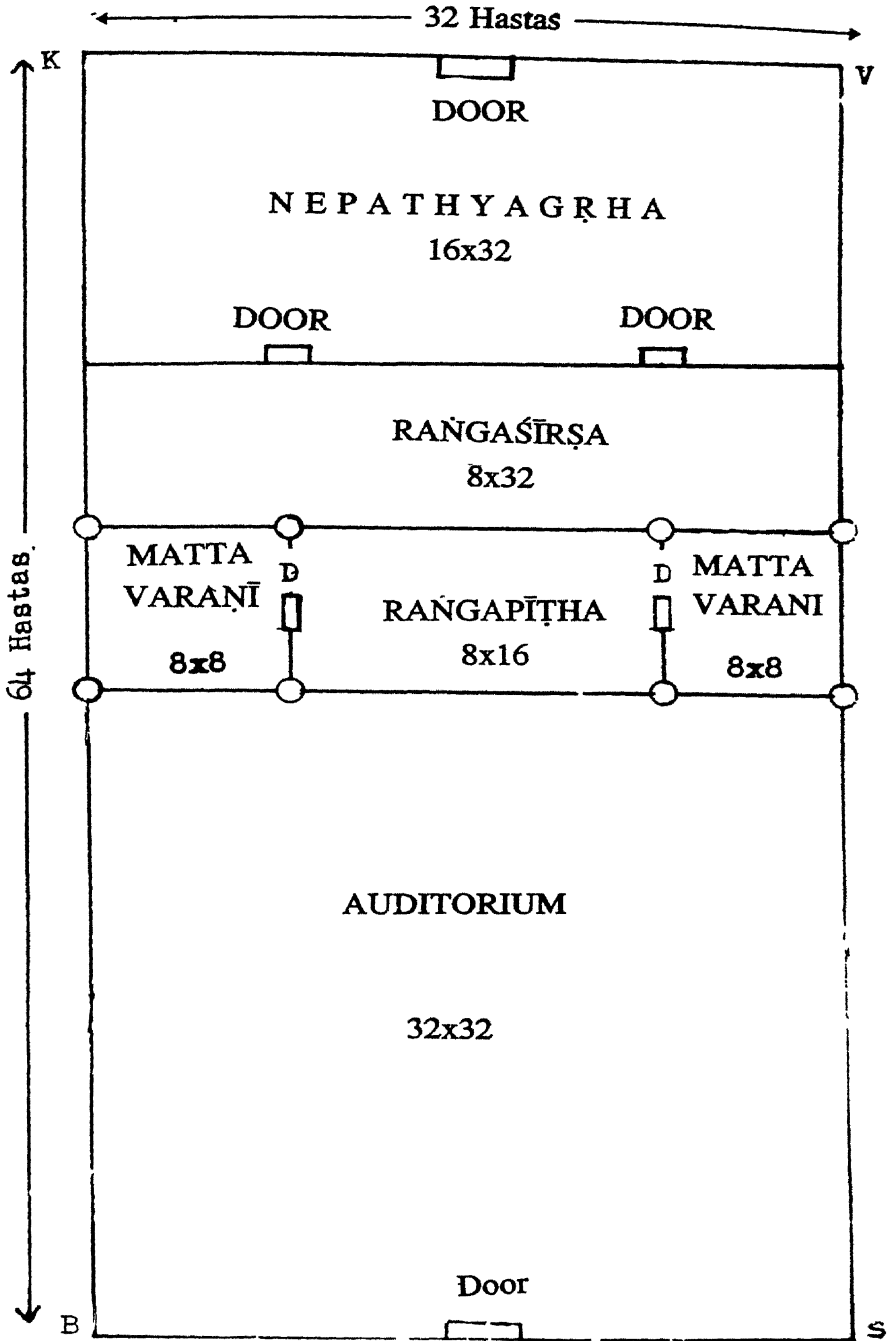 32 Hastas
K
V
DOOR
NEPATHYAGṚHA
16x32
DOOR
DOOR
RAṄGAŚĪRṢA
8x32
MATTA
VARAṆĪ
8x8
D
RAṄGAPĪṬHA
8x16
D
MATTA
VARANI
8x8
64 Hastas.
AUDITORIUM
32x32
Door
B
S